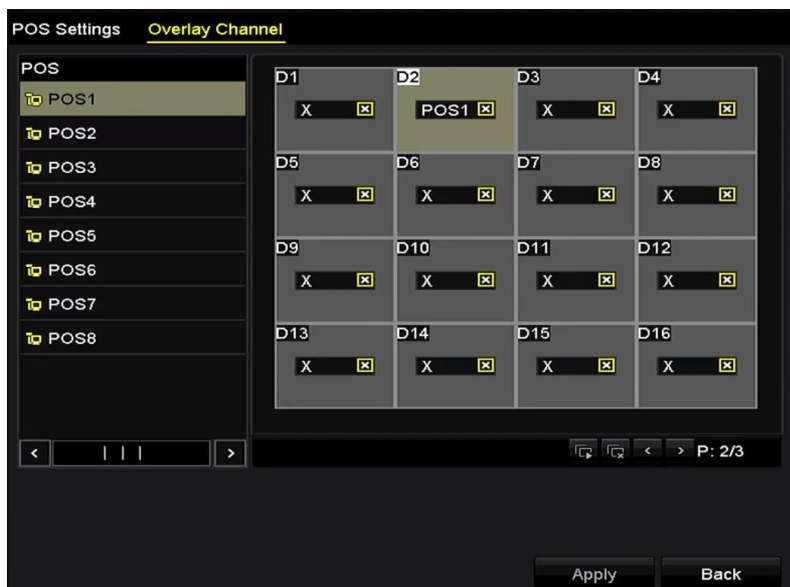 POS Settings Overlay Channel
POS
POS1
POS2
POS3
POS4
POS5
POS6
POS7
POS8
D1 D2 D3 D4
X POS1 X X
D5 D6 D7 D8
X X X X
D9 D10 D11 D12
X X X X
D13 D14 D15 D16
X X X X
P: 2/3
Apply Back